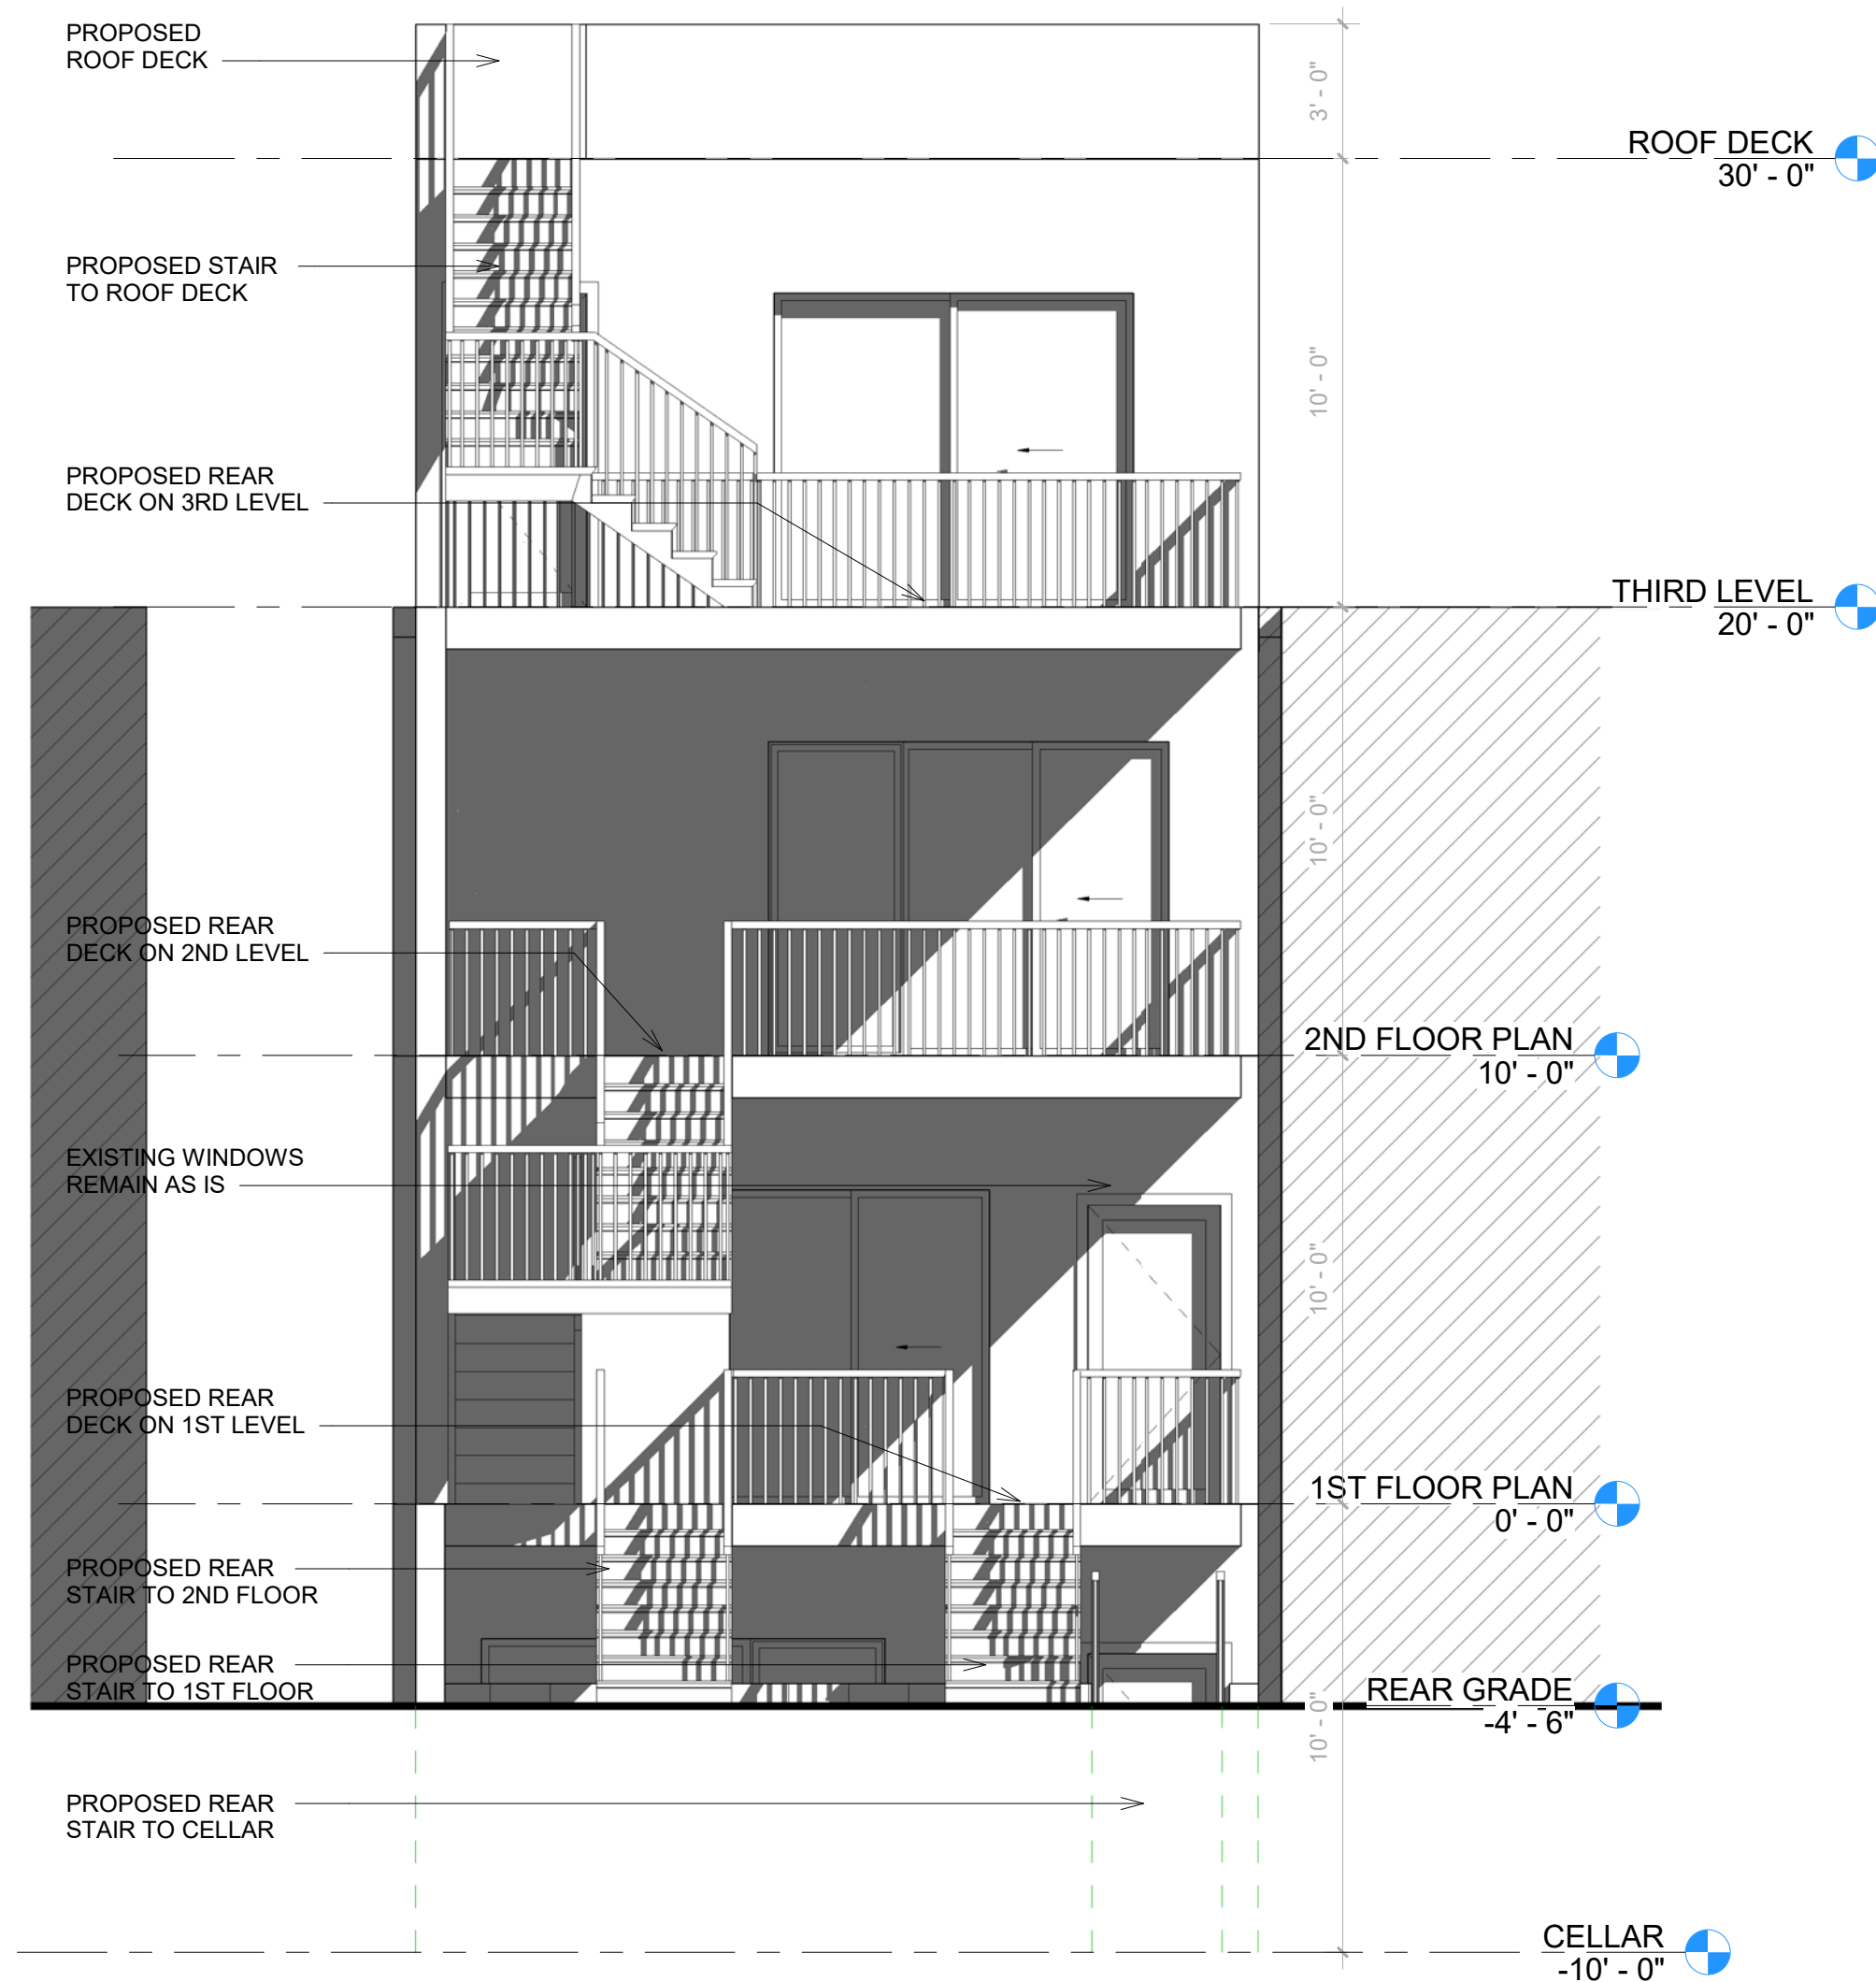 PROPOSED
ROOF DECK
3' - 0"
ROOF DECK
30' - 0"
PROPOSED STAIR
TO ROOF DECK
10' - 0"
PROPOSED REAR
DECK ON 3RD LEVEL
THIRD LEVEL
20' - 0"
10' - 0"
PROPOSED REAR
DECK ON 2ND LEVEL
2ND FLOOR PLAN
10' - 0"
EXISTING WINDOWS
REMAIN AS IS
10' - 0"
PROPOSED REAR
DECK ON 1ST LEVEL
1ST FLOOR PLAN
0' - 0"
PROPOSED REAR
STAIR TO 2ND FLOOR
PROPOSED REAR
STAIR TO 1ST FLOOR
REAR GRADE
-4' - 6"
10' - 0"
PROPOSED REAR
STAIR TO CELLAR
CELLAR
-10' - 0"